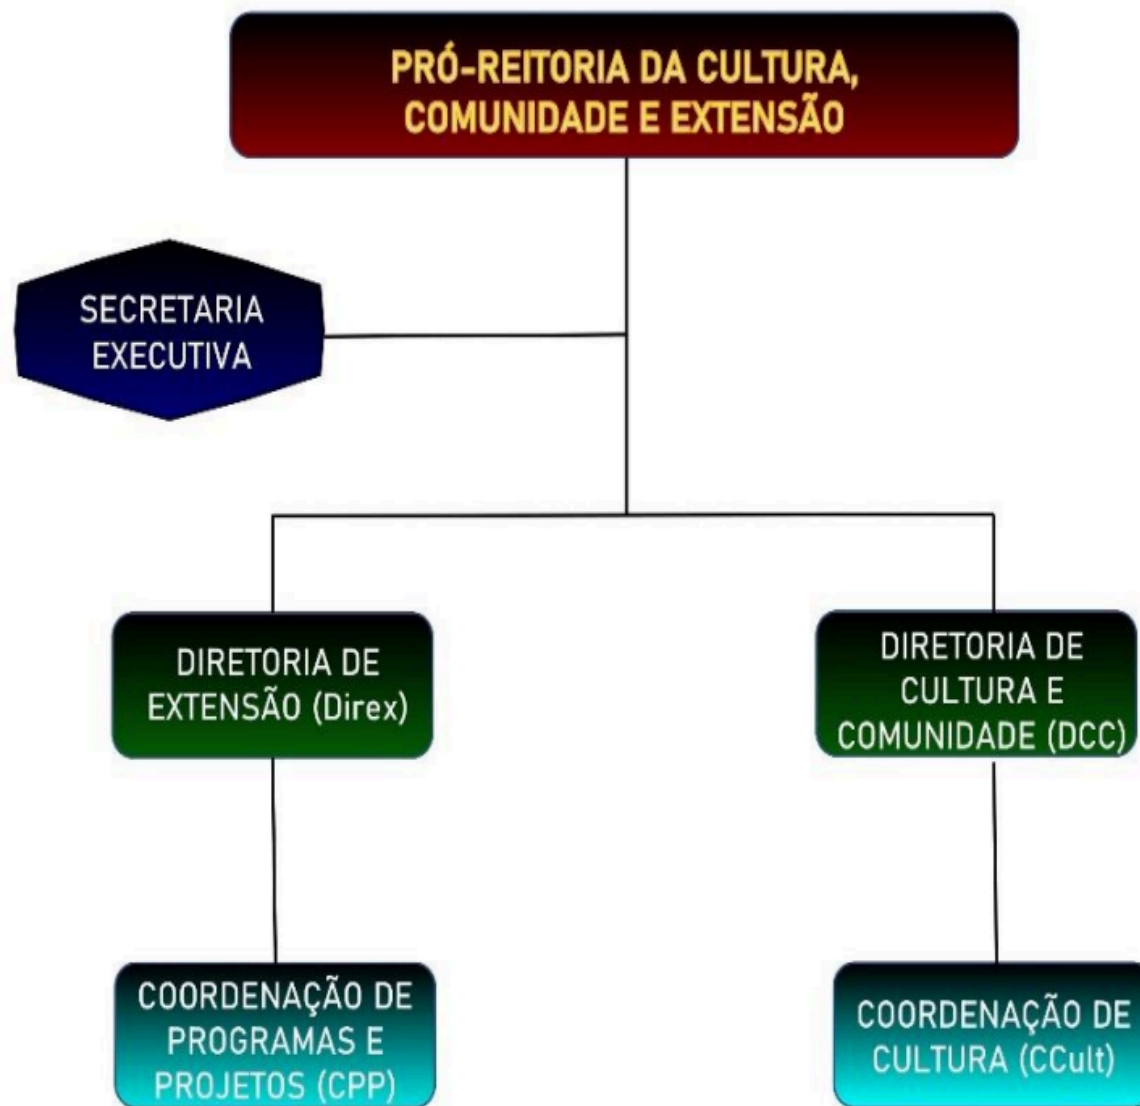 PRÓ-REITORIA DA CULTURA,
COMUNIDADE E EXTENSÃO
SECRETARIA
EXECUTIVA
DIRETORIA DE
EXTENSÃO (Direx)
DIRETORIA DE
CULTURA E
COMUNIDADE (DCC)
COORDENAÇÃO DE
PROGRAMAS E
PROJETOS (CPP)
COORDENAÇÃO DE
CULTURA (CCult)